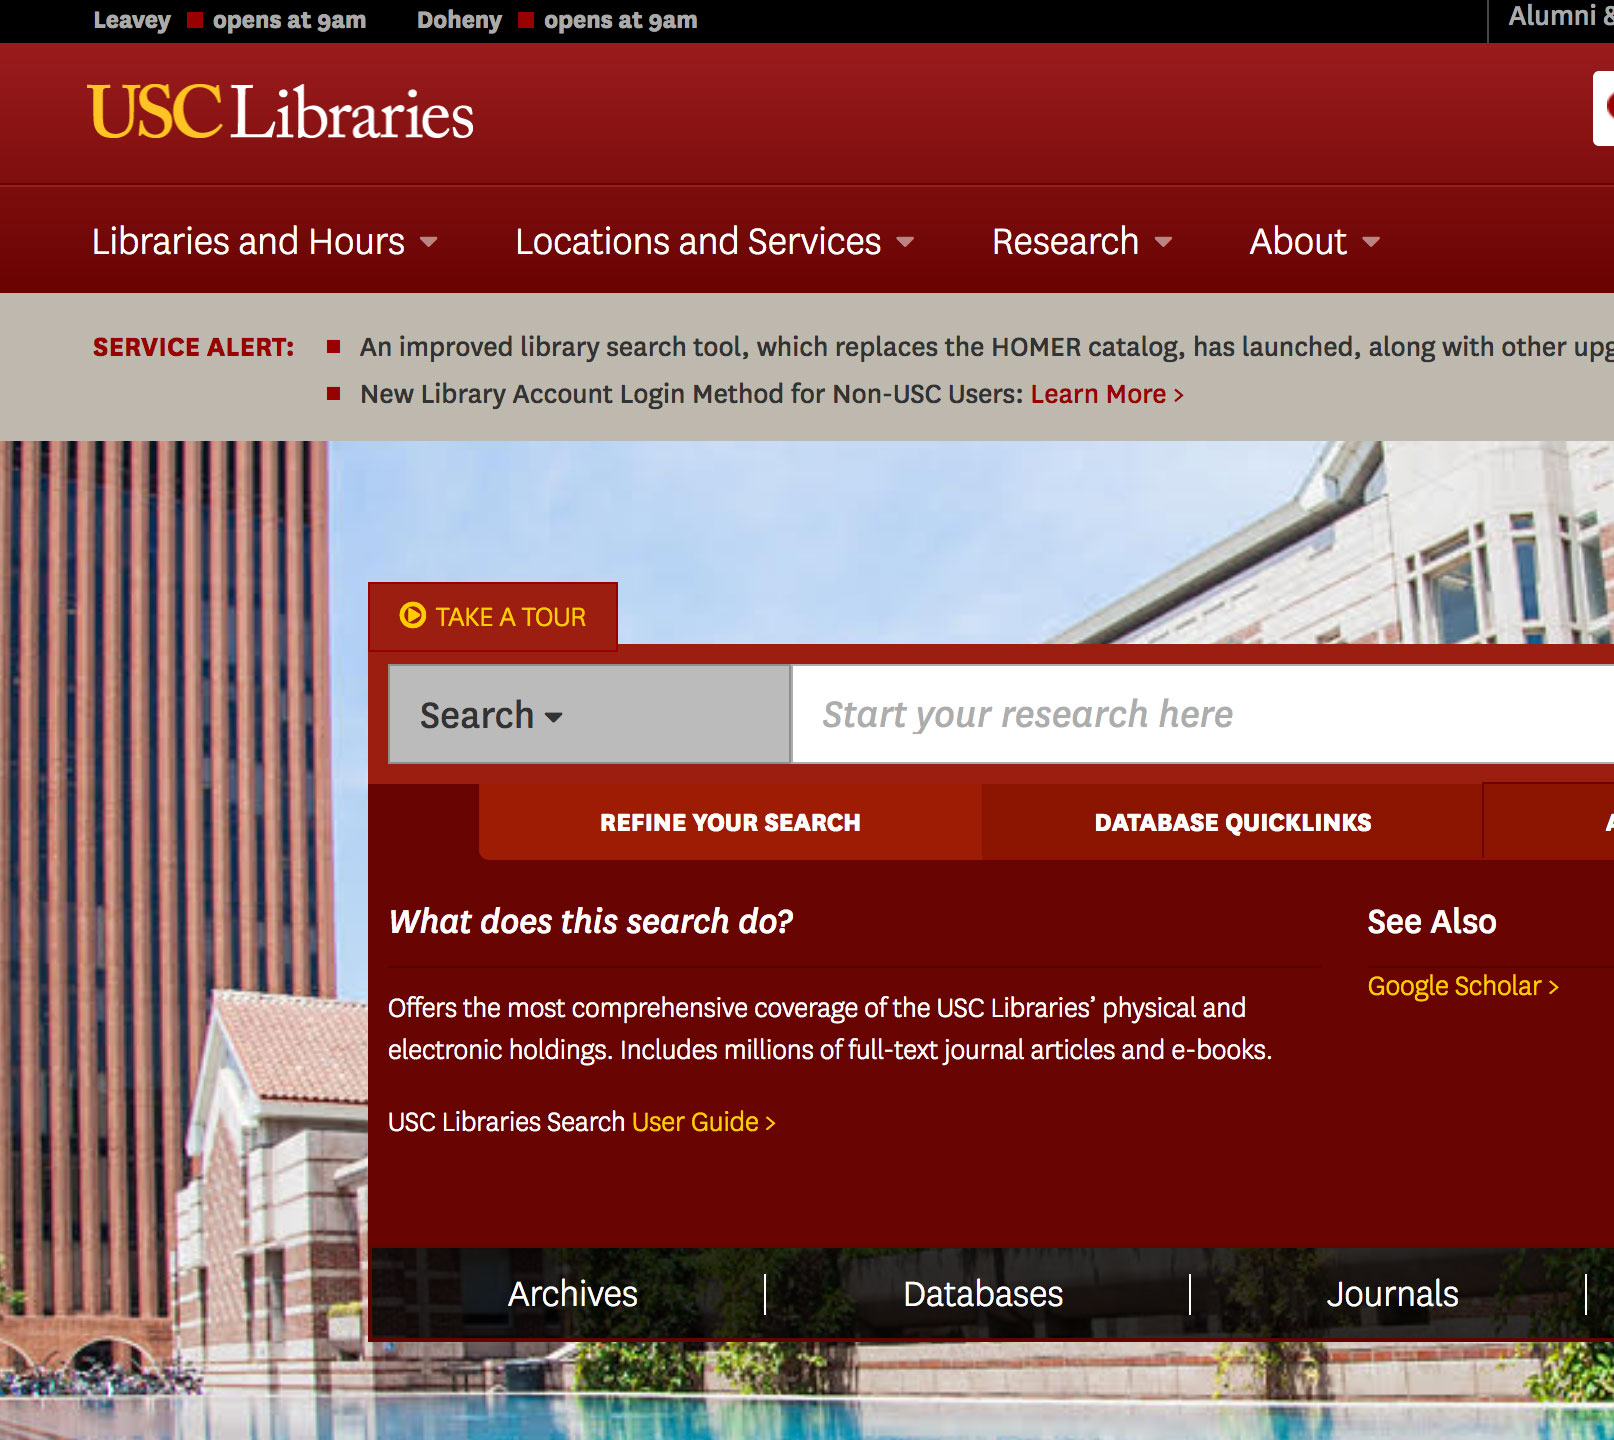 Leavey opens at 9am Doheny opens at 9am Alumni &
USC Libraries
Libraries and Hours Locations and Services Research About
SERVICE ALERT: An improved library search tool, which replaces the HOMER catalog, has launched, along with other upg
New Library Account Login Method for Non-USC Users: Learn More >
TAKE A TOUR
Search Start your research here
REFINE YOUR SEARCH DATABASE QUICKLINKS
What does this search do? See Also
Offers the most comprehensive coverage of the USC Libraries’ physical and
electronic holdings. Includes millions of full-text journal articles and e-books.
Google Scholar >
USC Libraries Search User Guide >
Archives | Databases | Journals |